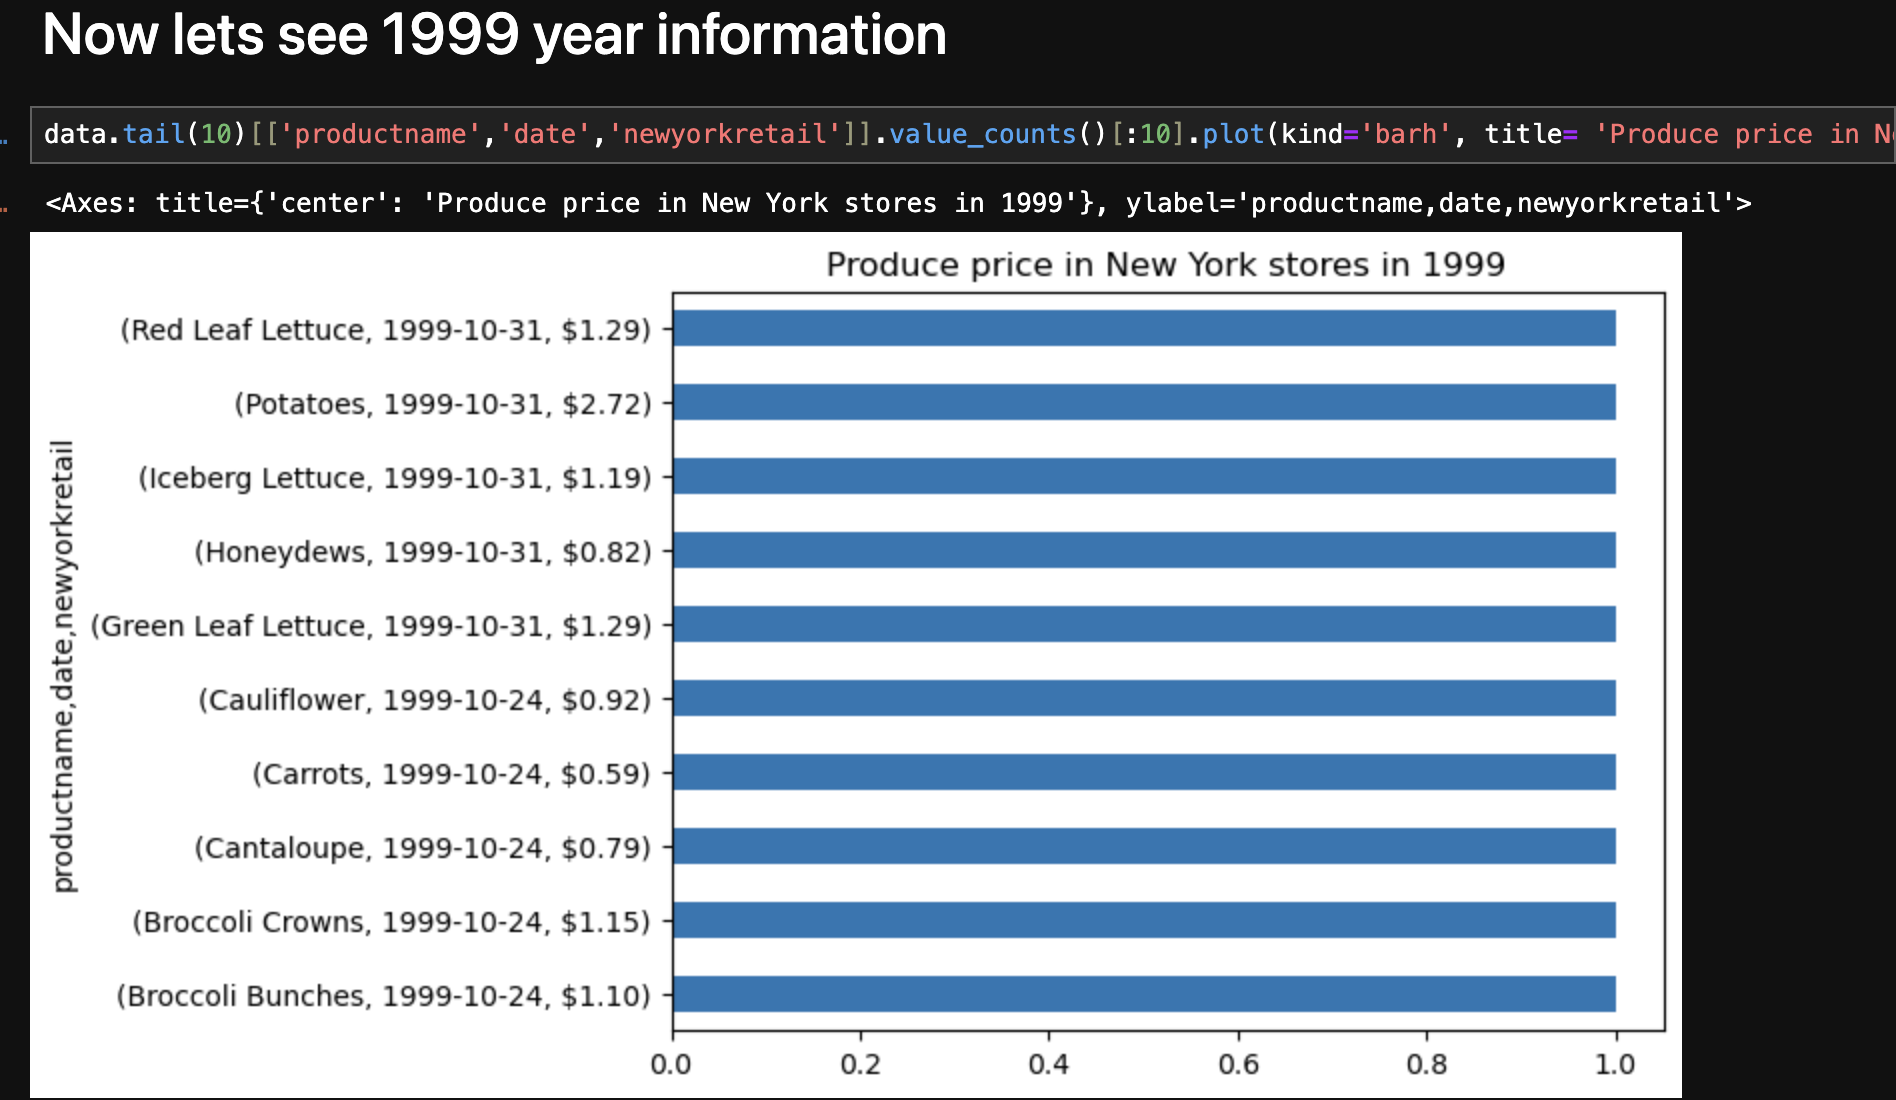 Now lets see 1999 year information
data.tail(10)[['productname','date','newyorkretail']].value_counts()[:10].plot(kind='barh', title= 'Produce price in N
<Axes: title={'center': 'Produce price in New York stores in 1999'}, ylabel='productname,date,newyorkretail'>
Produce price in New York stores in 1999
(Red Leaf Lettuce, 1999-10-31, $1.29)
(Potatoes, 1999-10-31, $2.72)
(Iceberg Lettuce, 1999-10-31, $1.19)
(Honeydews, 1999-10-31, $0.82)
(Green Leaf Lettuce, 1999-10-31, $1.29)
(Cauliflower, 1999-10-24, $0.92)
(Carrots, 1999-10-24, $0.59)
(Cantaloupe, 1999-10-24, $0.79)
(Broccoli Crowns, 1999-10-24, $1.15)
(Broccoli Bunches, 1999-10-24, $1.10)
productname,date,newyorkretail
0.0 0.2 0.4 0.6 0.8 1.0